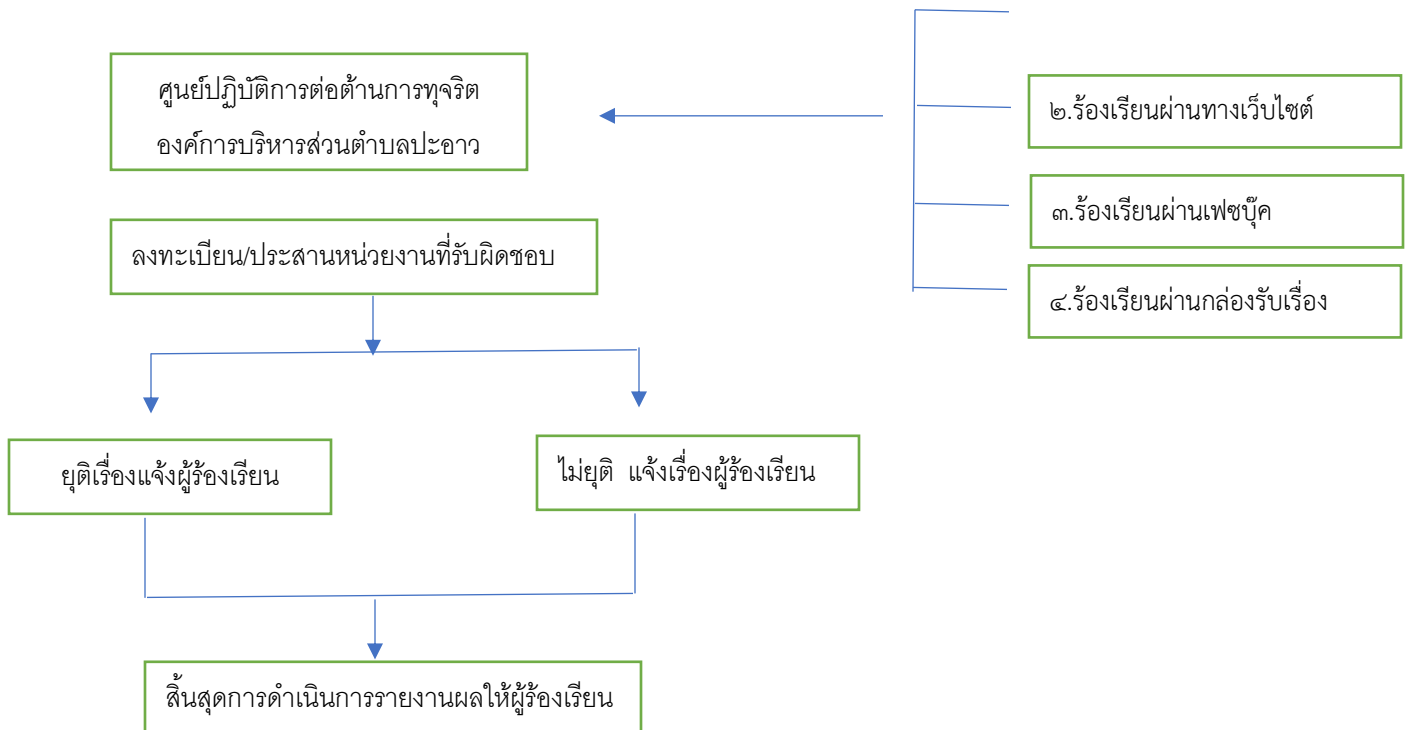 ศูนย์ปฏิบัติการต่อต้านการทุจริต
องค์การบริหารส่วนตำบลปะอาว
๒.ร้องเรียนผ่านทางเว็บไซต์
๓.ร้องเรียนผ่านเฟซบุ๊ค
๔.ร้องเรียนผ่านกล่องรับเรื่อง
ลงทะเบียน/ประสานหน่วยงานที่รับผิดชอบ
ยุติเรื่องแจ้งผู้ร้องเรียน
ไม่ยุติ แจ้งเรื่องผู้ร้องเรียน
สิ้นสุดการดำเนินการรายงานผลให้ผู้ร้องเรียน